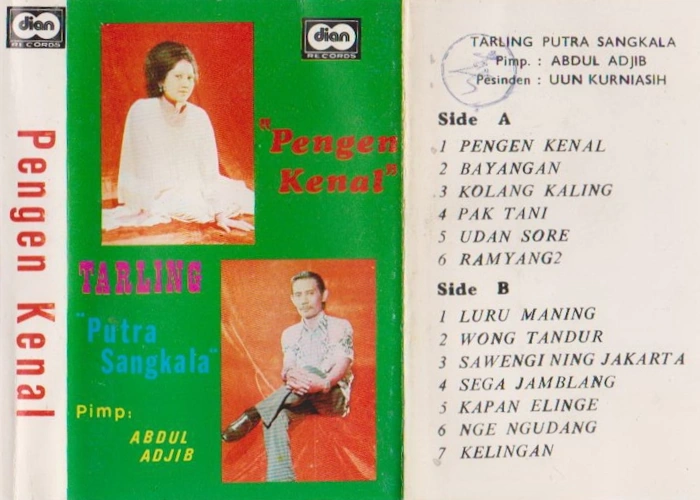 Pengen Kenal
dian
RECORDS
dian
RECORDS
"Pengen
Kenal"
TARLING
"Putra
Sangkala"
Pimp:
ABDUL
ADJIB
TARLING PUTRA SANGKALA
Pimp. : ABDUL ADJIB
Pesinden : UUN KURNIASIH
Side A
1 PENGEN KENAL
2 BAYANGAN
3 KOLANG KALING
4 PAK TANI
5 UDAN SORE
6 RAMYANG2
Side B
1 LURU MANING
2 WONG TANDUR
3 SAWENGI NING JAKARTA
4 SEGA JAMBLANG
5 KAPAN ELINGE
6 NGE NGUDANG
7 KELINGAN